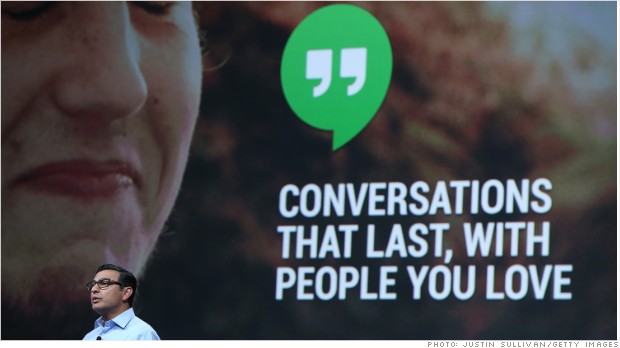 CONVERSATIONS
THAT LAST, WITH
PEOPLE YOU LOVE
PHOTO: JUSTIN SULLIVAN/GETTY IMAGES